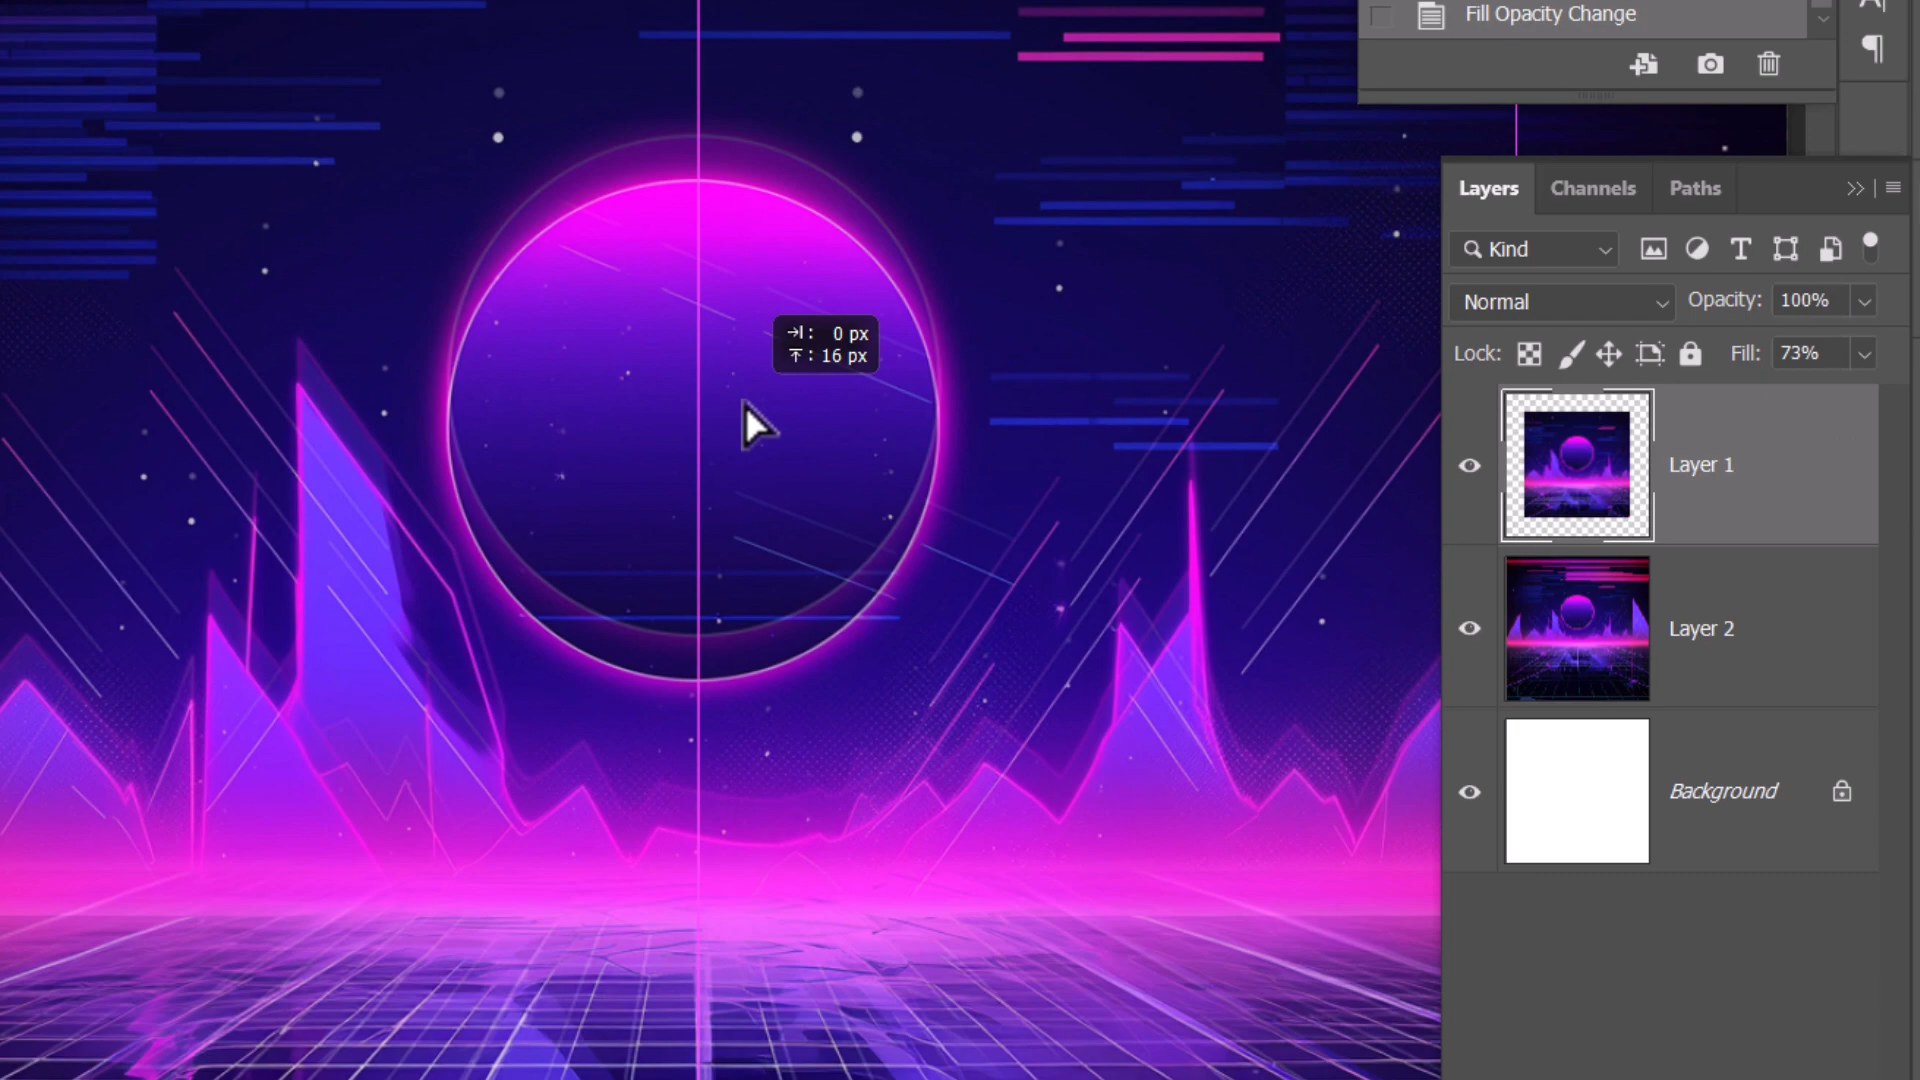 Fill Opacity Change
Layers Channels Paths
Kind
Normal Opacity: 100%
Lock: Fill: 73%
: 0 px
: 16 px
Layer 1
Layer 2
Background